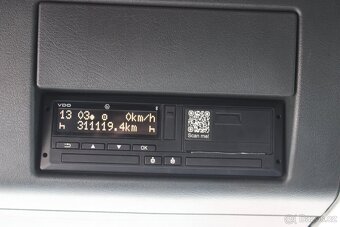 VDO
13 03 0km/h
h 311119.4km h
OK
Scan me!